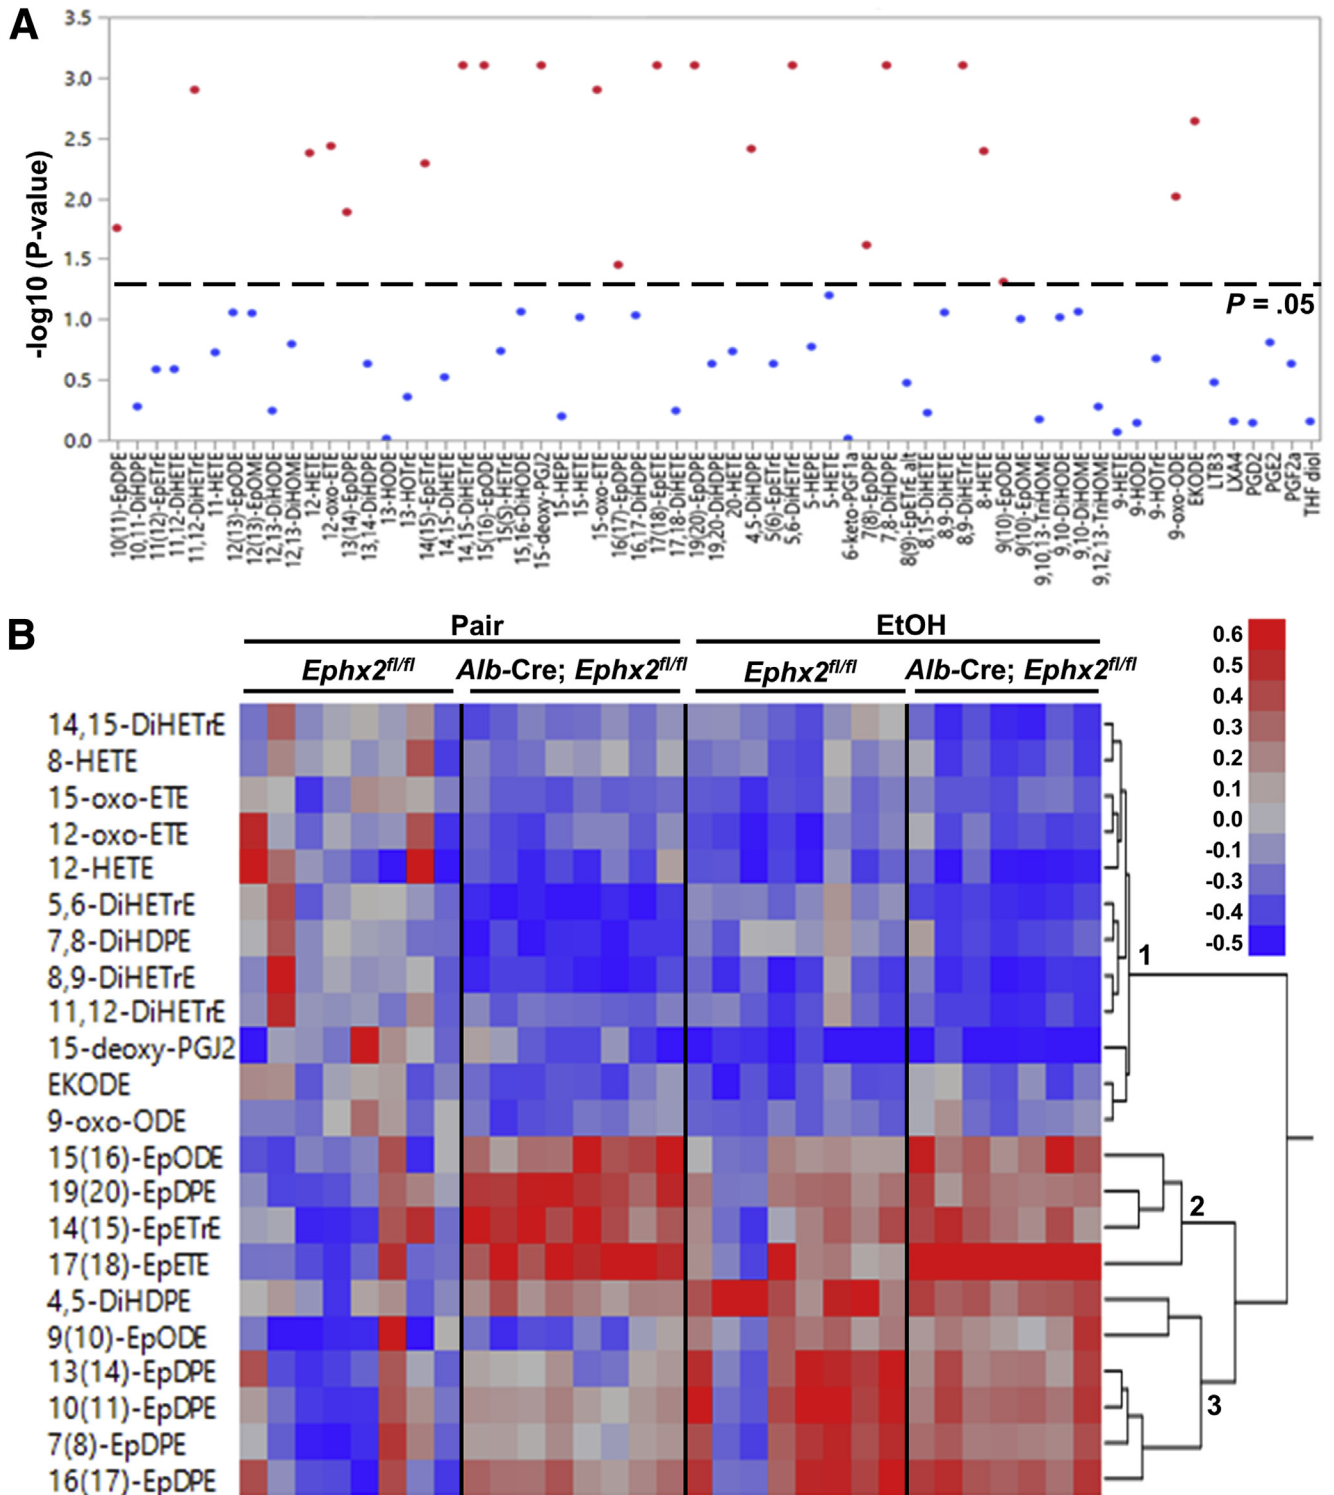 A
3.5
3.0
2.5
2.0
1.5
1.0
0.5
0.0
-log10 (P-value)
P = .05
10(11)-EpDPE
10,11-DiHDPE
11(12)-EpETrE
11,12-DiHETE
11,12-DiHETrE
11-HETE
12(13)-EpODE
12(13)-EpOME
12,13-DiHODE
12,13-DiHOME
12-HETE
12-oxo-ETE
13(14)-EpDPE
13,14-DiHDPE
13-HODE
13-HOTrE
14(15)-EpETrE
14,15-DiHETE
14,15-DiHETrE
15(16)-EpODE
15(S)-HETrE
15,16-DiHODE
15-deoxy-PGJ2
15-HEPE
15-HETE
15-oxo-ETE
16(17)-EpDPE
16,17-DiHDPE
17(18)-EpETE
17,18-DiHETE
19(20)-EpDPE
19,20-DiHDPE
20-HETE
4,5-DiHDPE
5(6)-EpETrE
5,6-DiHETrE
5-HEPE
5-HETE
6-keto-PGF1a
7(8)-EpDPE
7,8-DiHDPE
8(9)-EpETrE alt
8,15-DiHETE
8,9-DiHETE
8,9-DiHETrE
8-HETE
9(10)-EpODE
9(10)-EpOME
9,10,13-TriHOME
9,10-DiHODE
9,10-DiHOME
9,12,13-TriHOME
9-HETE
9-HODE
9-HOTrE
9-oxo-ODE
EKODE
LTB3
LXA4
PGD2
PGE2
PGF2a
THF diol
B
Pair
EtOH
Ephx2fl/fl
Alb-Cre; Ephx2fl/fl
Ephx2fl/fl
Alb-Cre; Ephx2fl/fl
0.6
0.5
0.4
0.3
0.2
0.1
0.0
-0.1
-0.3
-0.4
-0.5
14,15-DiHETrE
8-HETE
15-oxo-ETE
12-oxo-ETE
12-HETE
5,6-DiHETrE
7,8-DiHDPE
8,9-DiHETrE
11,12-DiHETrE
15-deoxy-PGJ2
EKODE
9-oxo-ODE
15(16)-EpODE
19(20)-EpDPE
14(15)-EpETrE
17(18)-EpETE
4,5-DiHDPE
9(10)-EpODE
13(14)-EpDPE
10(11)-EpDPE
7(8)-EpDPE
16(17)-EpDPE
1
2
3